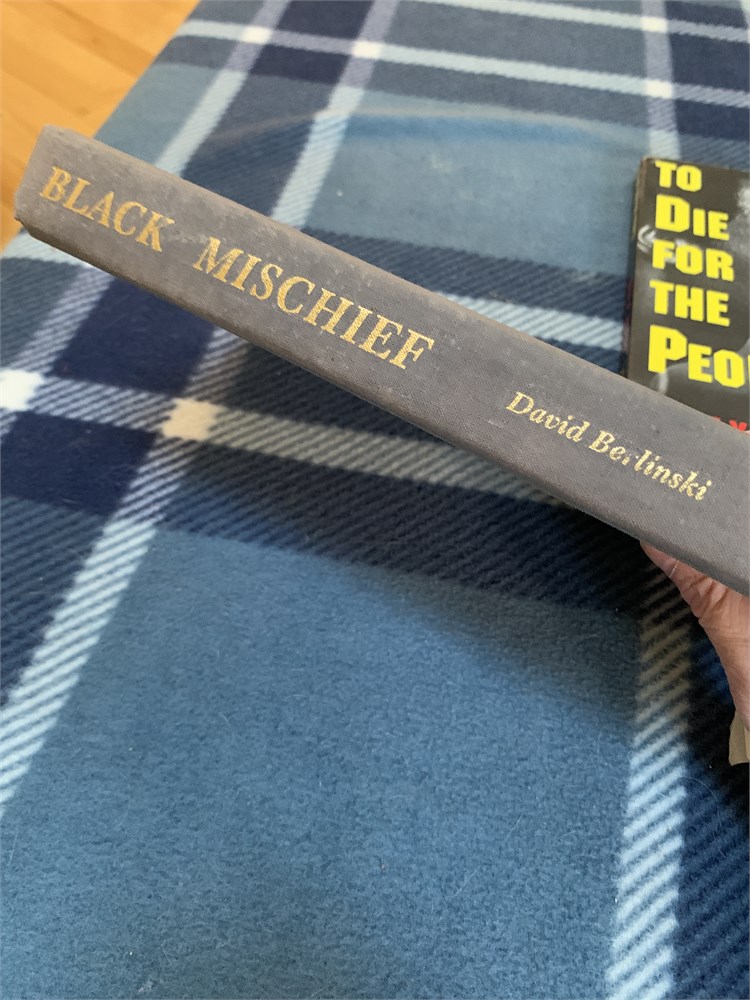 BLACK MISCHIEF
David Berlinski
TO
DIE
FOR
THE